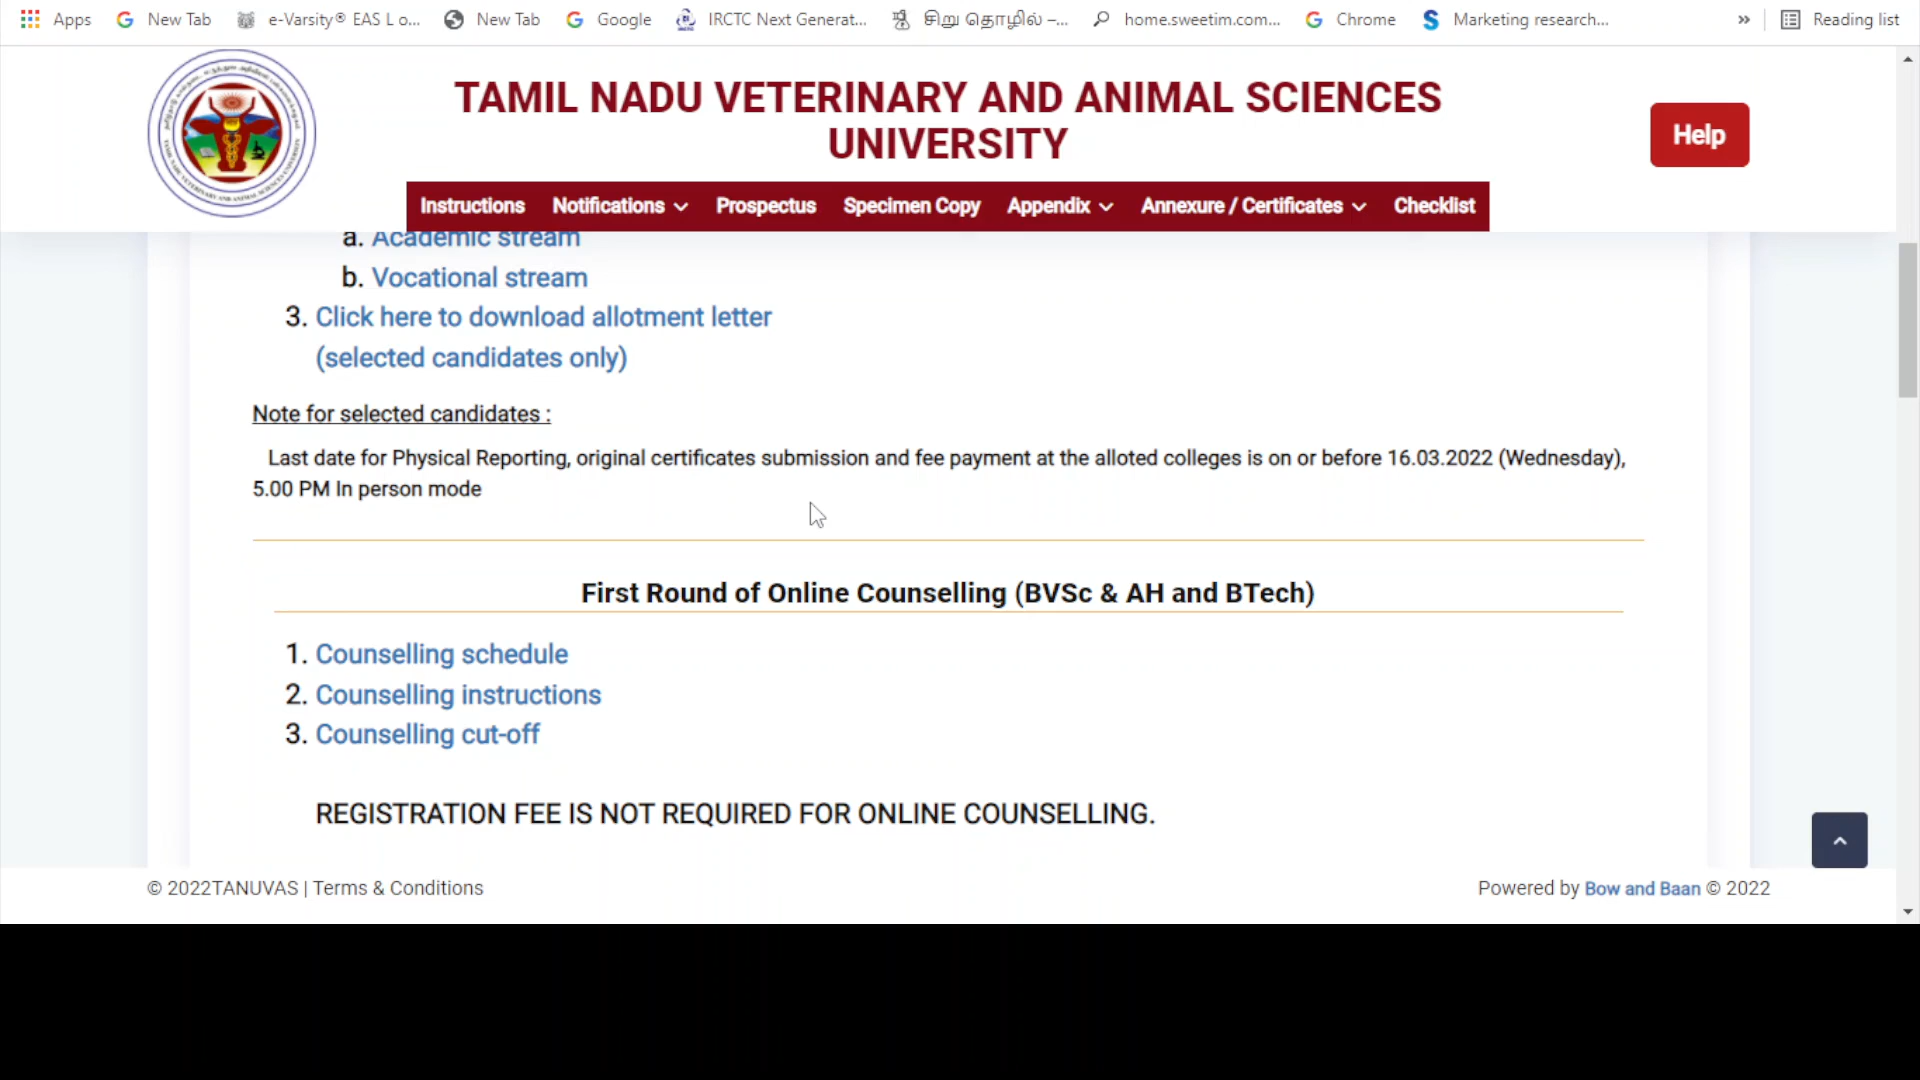 Apps New Tab e-Varsity® EAS L o... New Tab Google IRCTC Next Generat... சிறு தொழில் –... home.sweetim.com... Chrome Marketing research... » Reading list
TAMIL NADU VETERINARY AND ANIMAL SCIENCES
UNIVERSITY
Help
Instructions Notifications Prospectus Specimen Copy Appendix Annexure / Certificates Checklist
a. Academic stream
b. Vocational stream
3. Click here to download allotment letter
(selected candidates only)
Note for selected candidates :
Last date for Physical Reporting, original certificates submission and fee payment at the alloted colleges is on or before 16.03.2022 (Wednesday),
5.00 PM In person mode
First Round of Online Counselling (BVSc & AH and BTech)
1. Counselling schedule
2. Counselling instructions
3. Counselling cut-off
REGISTRATION FEE IS NOT REQUIRED FOR ONLINE COUNSELLING.
© 2022TANUVAS | Terms & Conditions
Powered by Bow and Baan © 2022